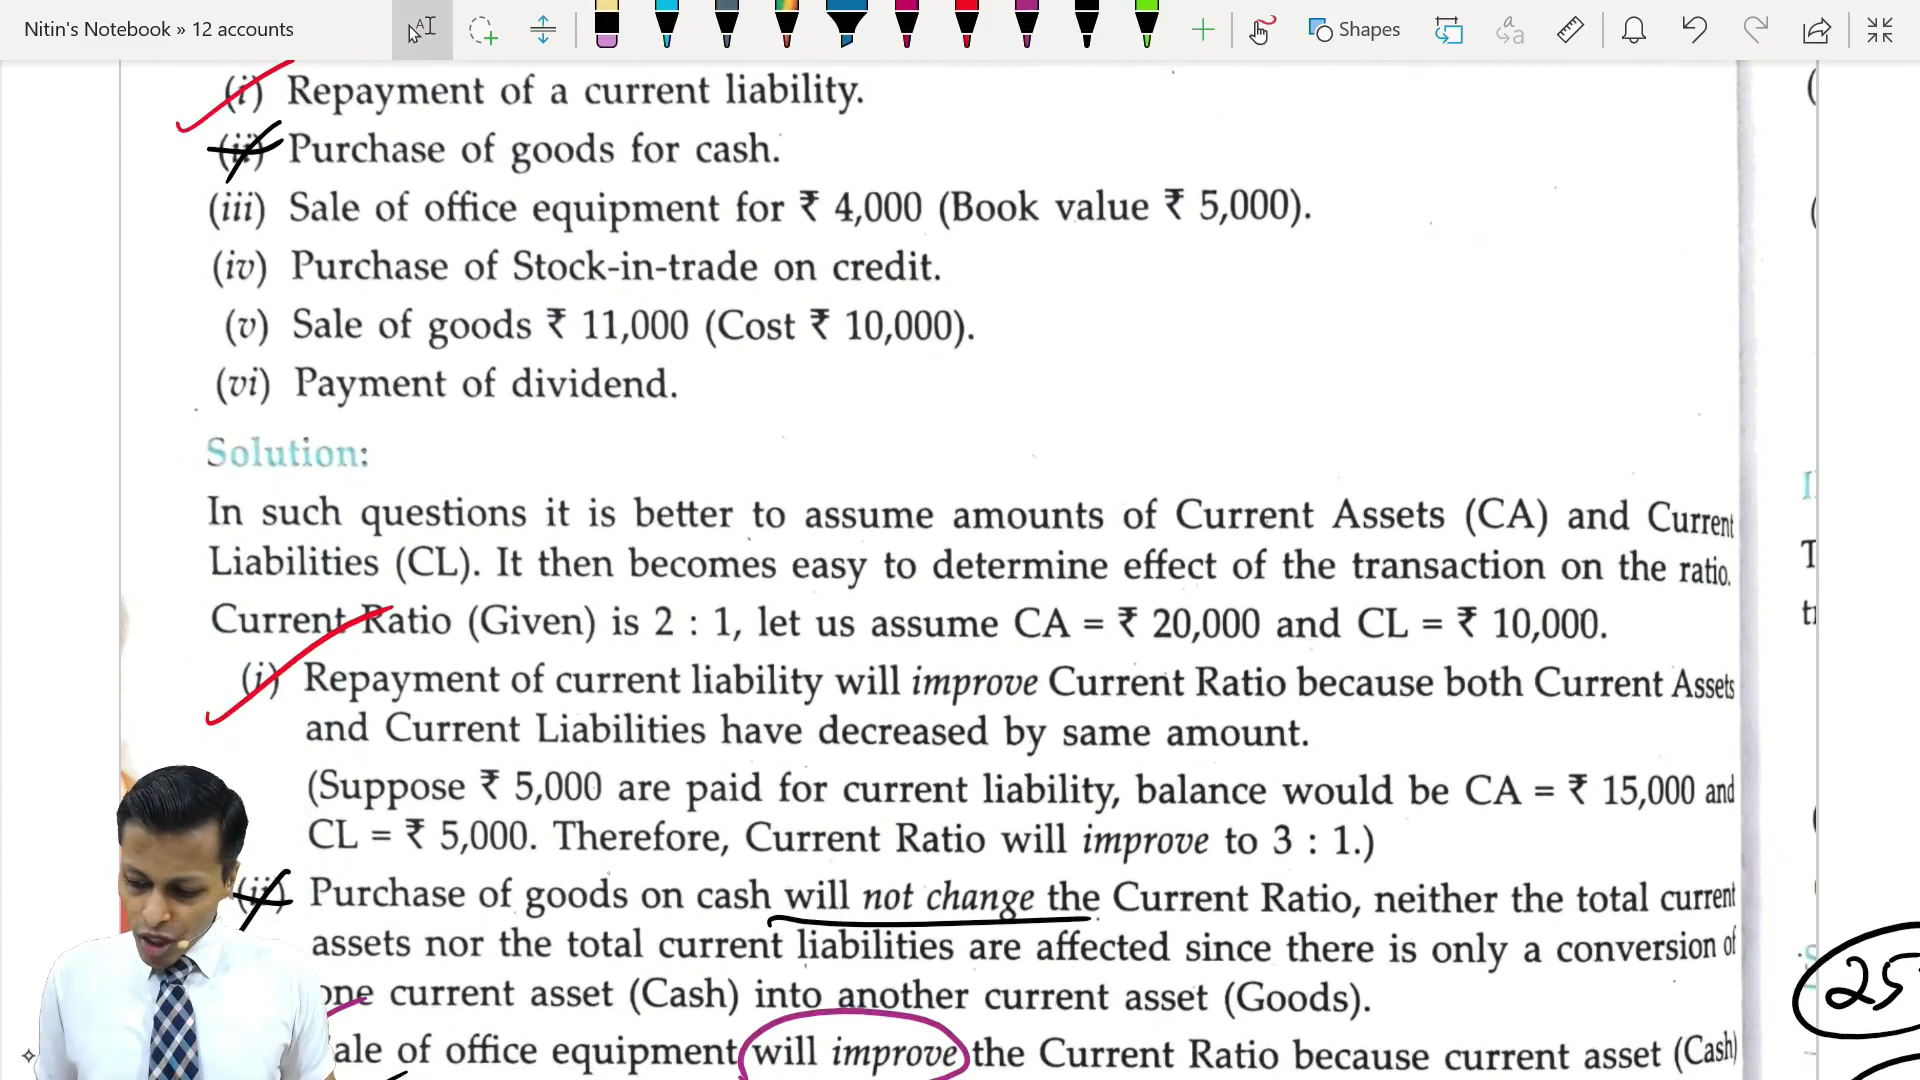 Nitin's Notebook » 12 accounts
Shapes
(i) Repayment of a current liability.
(ii) Purchase of goods for cash.
(iii) Sale of office equipment for ₹ 4,000 (Book value ₹ 5,000).
(iv) Purchase of Stock-in-trade on credit.
(v) Sale of goods ₹ 11,000 (Cost ₹ 10,000).
(vi) Payment of dividend.
Solution:
In such questions it is better to assume amounts of Current Assets (CA) and Current
Liabilities (CL). It then becomes easy to determine effect of the transaction on the ratio.
Current Ratio (Given) is 2 : 1, let us assume CA = ₹ 20,000 and CL = ₹ 10,000.
(i) Repayment of current liability will improve Current Ratio because both Current Assets
and Current Liabilities have decreased by same amount.
(Suppose ₹ 5,000 are paid for current liability, balance would be CA = ₹ 15,000 and
CL = ₹ 5,000. Therefore, Current Ratio will improve to 3 : 1.)
(ii) Purchase of goods on cash will not change the Current Ratio, neither the total current
assets nor the total current liabilities are affected since there is only a conversion of
one current asset (Cash) into another current asset (Goods).
25
ale of office equipment will improve the Current Ratio because current asset (Cash)